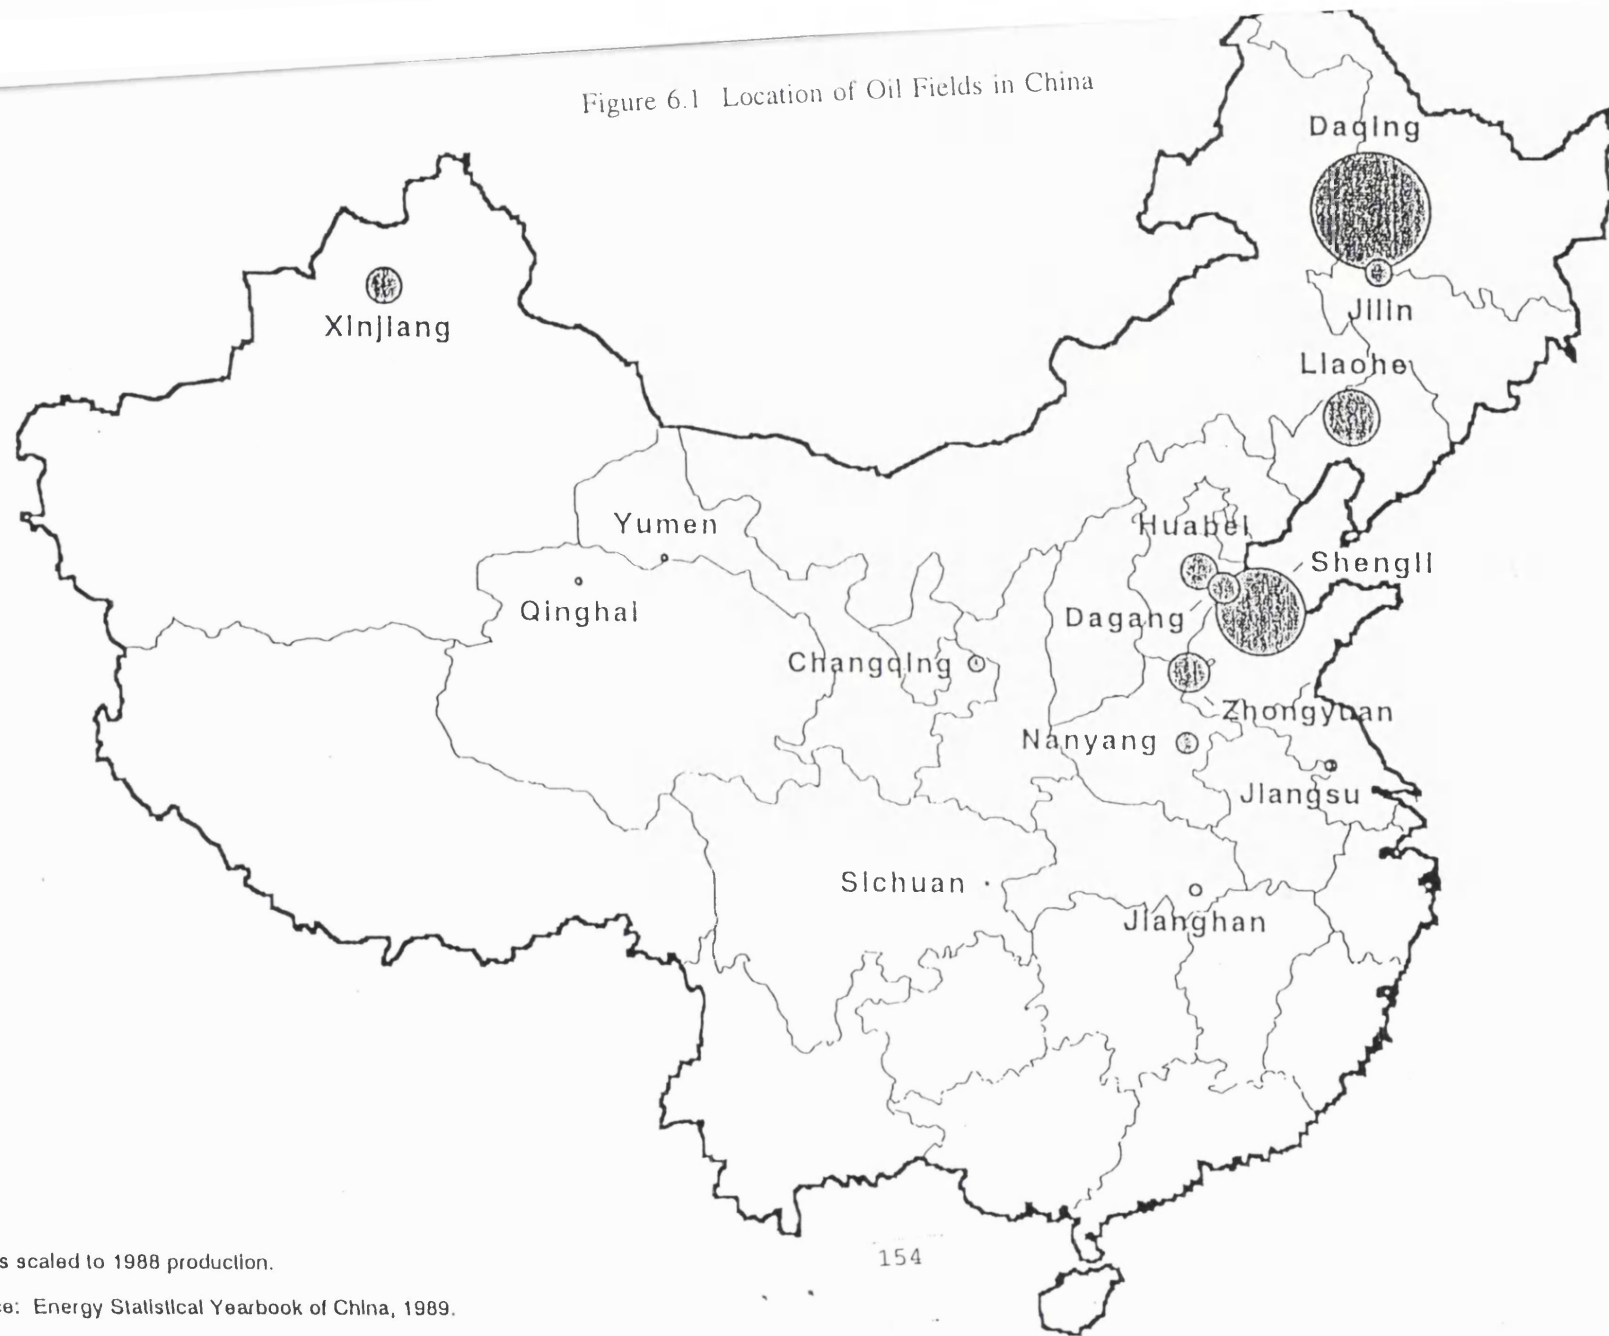 Figure 6.1 Location of Oil Fields in China
Daqing
Xinjiang
Jilin
Liaohe
Yumen
Huabei
Shengli
Qinghai
Dagang
Changqing
Zhongyuan
Nanyang
Jiangsu
Sichuan
Jianghan
154
scaled to 1988 production.
Energy Statistical Yearbook of China, 1989.